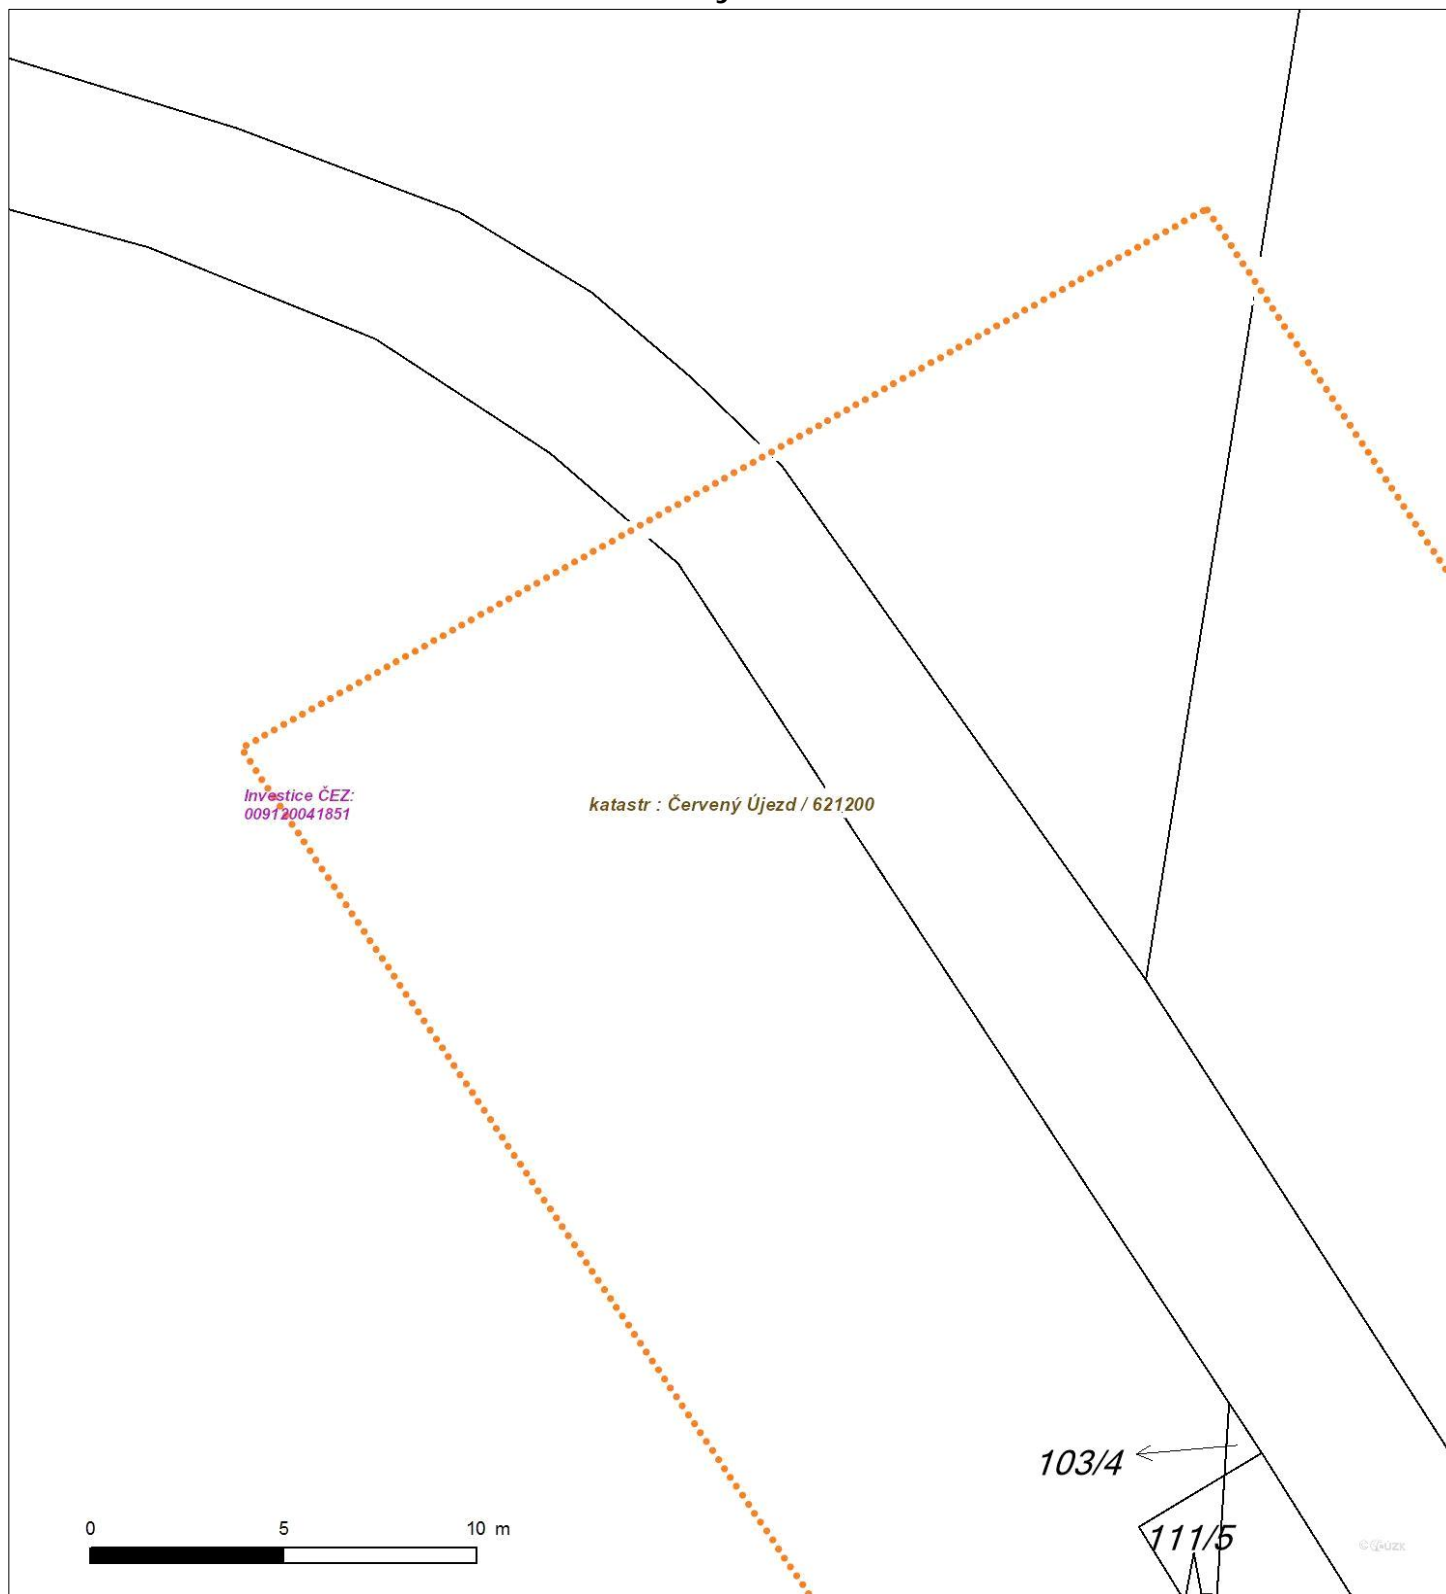 Investice ČEZ:
009120041851
katastr : Červený Újezd / 621200
103/4
111/5
0 5 10 m